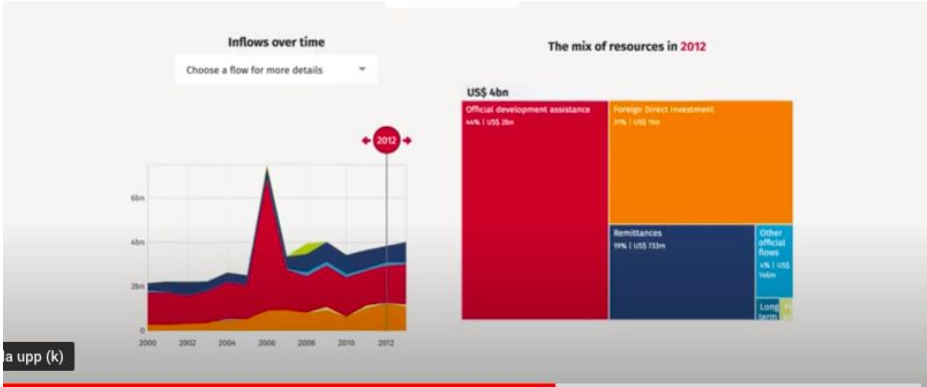 Inflows over time
Choose a flow for more details
2012
6bn
4bn
2bn
0
2000
2002
2004
2006
2008
2010
2012
The mix of resources in 2012
US$ 4bn
Official development assistance
44% | US$ 2bn
Foreign Direct Investment
31% | US$ 1bn
Remittances
19% | US$ 733m
Other
official
flows
4% | US$
146m
Long
term
la upp (k)